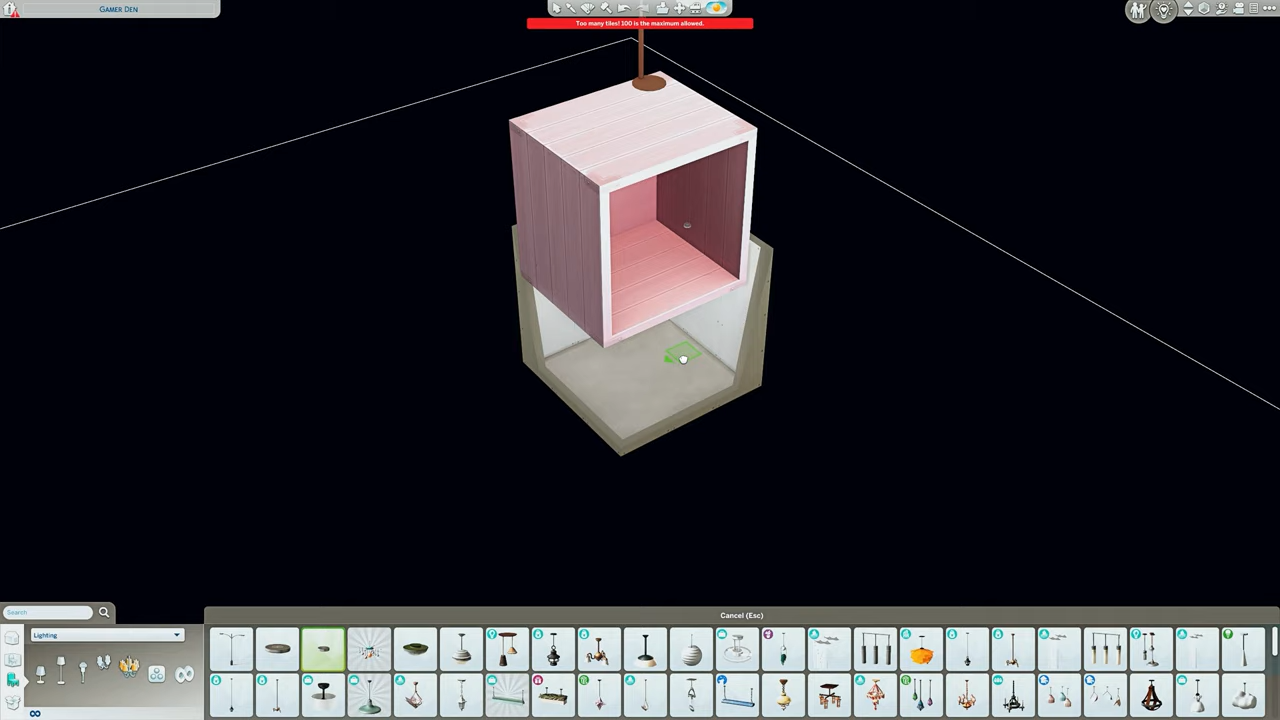 Gamer Den
Too many tiles! 100 is the maximum allowed.
Search
Cancel (Esc)
Lighting